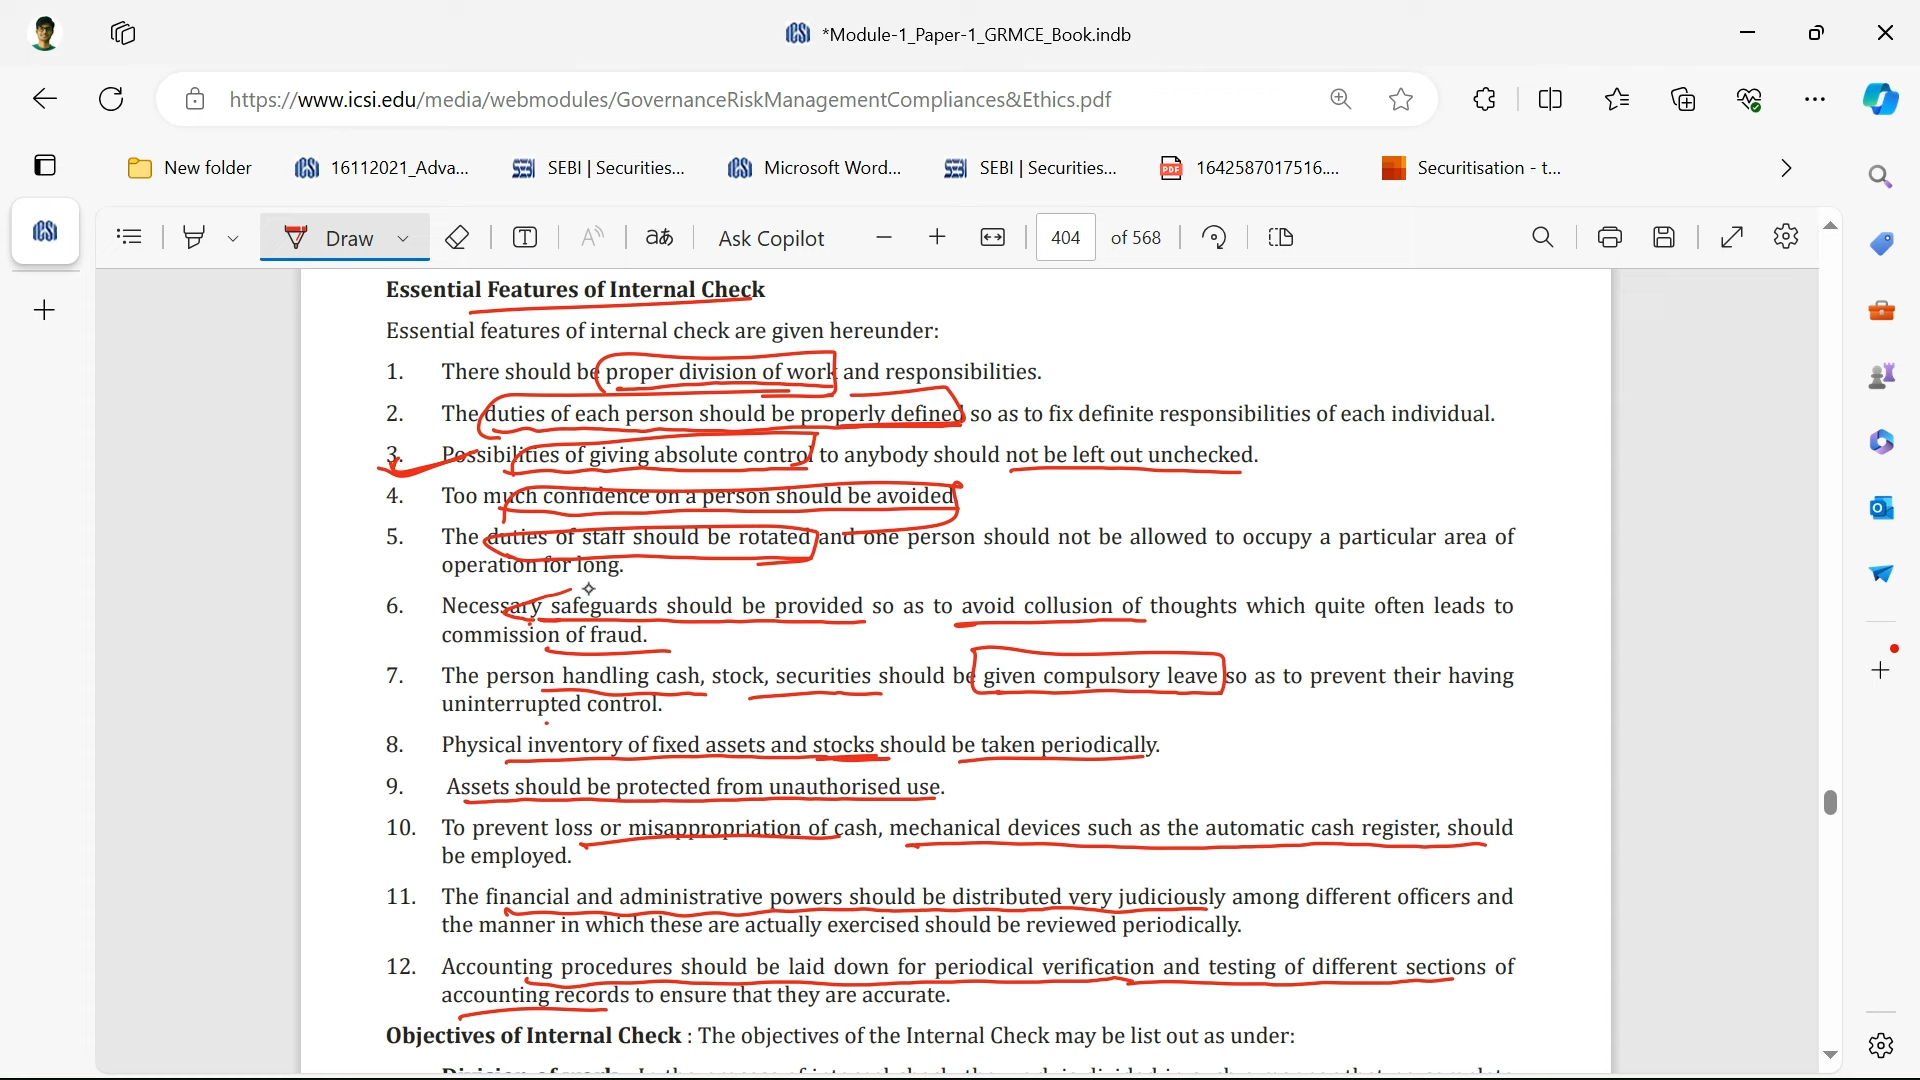 *Module-1_Paper-1_GRMCE_Book.indb
https://www.icsi.edu/media/webmodules/GovernanceRiskManagementCompliances&Ethics.pdf
New folder
16112021_Adva...
SEBI | Securities...
Microsoft Word...
SEBI | Securities...
1642587017516....
Securitisation - t...
Draw
Ask Copilot
404
of 568
Essential Features of Internal Check
Essential features of internal check are given hereunder:
1. There should be proper division of work and responsibilities.
2. The duties of each person should be properly defined so as to fix definite responsibilities of each individual.
3. Possibilities of giving absolute control to anybody should not be left out unchecked.
4. Too much confidence on a person should be avoided
5. The duties of staff should be rotated and one person should not be allowed to occupy a particular area of
operation for long.
6. Necessary safeguards should be provided so as to avoid collusion of thoughts which quite often leads to
commission of fraud.
7. The person handling cash, stock, securities should be given compulsory leave so as to prevent their having
uninterrupted control.
8. Physical inventory of fixed assets and stocks should be taken periodically.
9. Assets should be protected from unauthorised use.
10. To prevent loss or misappropriation of cash, mechanical devices such as the automatic cash register, should
be employed.
11. The financial and administrative powers should be distributed very judiciously among different officers and
the manner in which these are actually exercised should be reviewed periodically.
12. Accounting procedures should be laid down for periodical verification and testing of different sections of
accounting records to ensure that they are accurate.
Objectives of Internal Check : The objectives of the Internal Check may be list out as under: